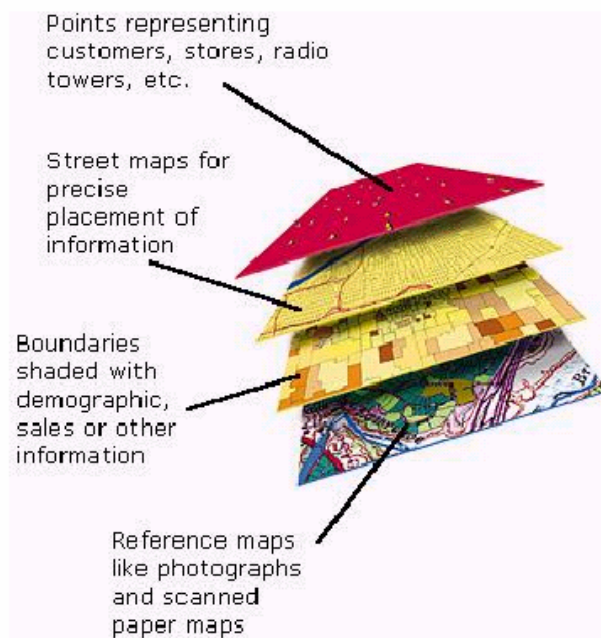 Points representing
customers, stores, radio
towers, etc.
Street maps for
precise
placement of
information
Boundaries
shaded with
demographic,
sales or other
information
Reference maps
like photographs
and scanned
paper maps